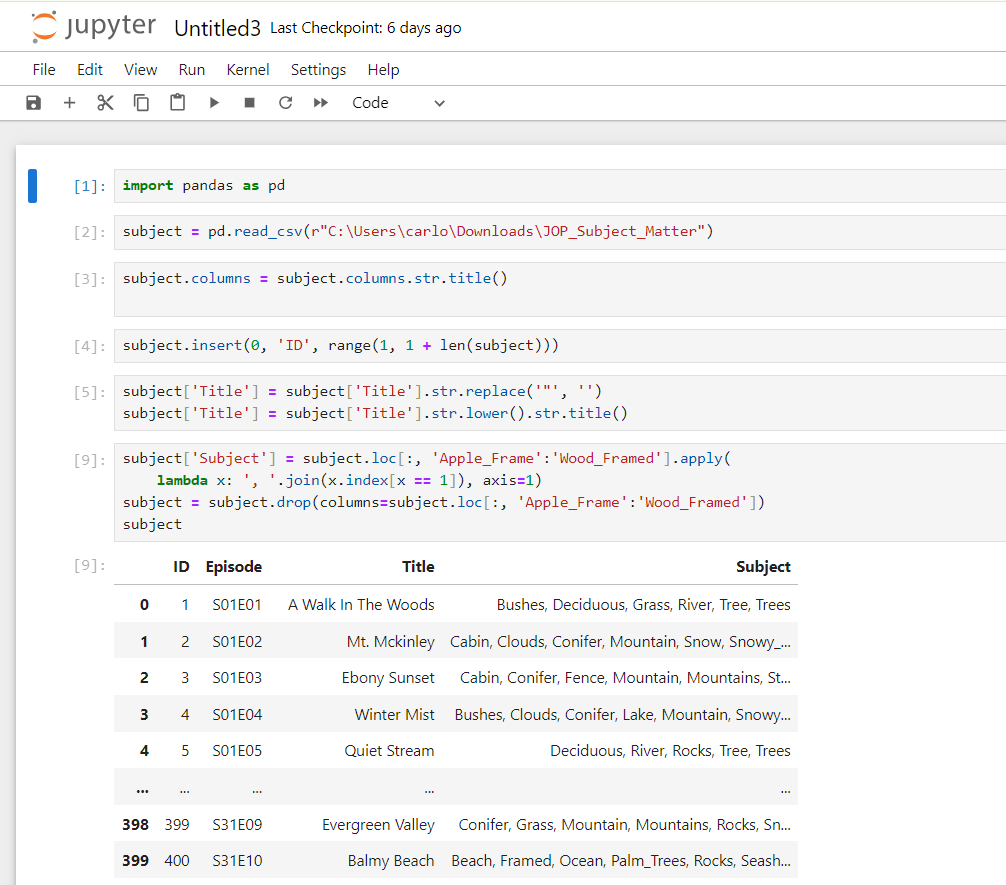 jupyter Untitled3 Last Checkpoint: 6 days ago
File Edit View Run Kernel Settings Help
Code
[1]: import pandas as pd
[2]: subject = pd.read_csv(r"C:\Users\carlo\Downloads\JOP_Subject_Matter")
[3]: subject.columns = subject.columns.str.title()
[4]: subject.insert(0, 'ID', range(1, 1 + len(subject)))
[5]: subject['Title'] = subject['Title'].str.replace('"', '')
subject['Title'] = subject['Title'].str.lower().str.title()
[9]: subject['Subject'] = subject.loc[:, 'Apple_Frame':'Wood_Framed'].apply(
lambda x: ', '.join(x.index[x == 1]), axis=1)
subject = subject.drop(columns=subject.loc[:, 'Apple_Frame':'Wood_Framed'])
subject
[9]: ID Episode Title Subject
0 1 S01E01 A Walk In The Woods Bushes, Deciduous, Grass, River, Tree, Trees
1 2 S01E02 Mt. Mckinley Cabin, Clouds, Conifer, Mountain, Snow, Snowy_...
2 3 S01E03 Ebony Sunset Cabin, Conifer, Fence, Mountain, Mountains, St...
3 4 S01E04 Winter Mist Bushes, Clouds, Conifer, Lake, Mountain, Snowy...
4 5 S01E05 Quiet Stream Deciduous, River, Rocks, Tree, Trees
... ... ... ... ...
398 399 S31E09 Evergreen Valley Conifer, Grass, Mountain, Mountains, Rocks, Sn...
399 400 S31E10 Balmy Beach Beach, Framed, Ocean, Palm_Trees, Rocks, Seash...